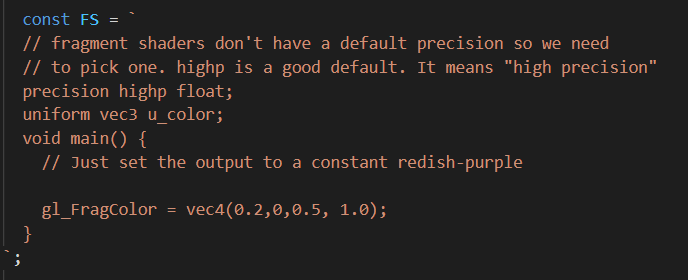 const FS = `
// fragment shaders don't have a default precision so we need
// to pick one. highp is a good default. It means "high precision"
precision highp float;
uniform vec3 u_color;
void main() {
// Just set the output to a constant redish-purple
gl_FragColor = vec4(0.2,0,0.5, 1.0);
}
`;